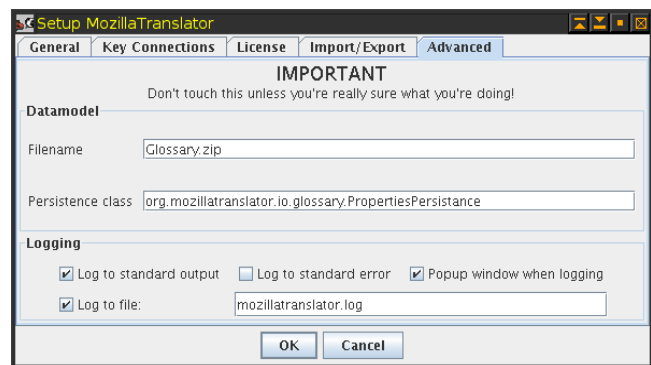 Setup MozillaTranslator
General Key Connections License Import/Export Advanced
IMPORTANT
Don't touch this unless you're really sure what you're doing!
Datamodel
Filename Glossary.zip
Persistence class org.mozillatranslator.io.glossary.PropertiesPersistance
Logging
Log to standard output Log to standard error Popup window when logging
Log to file: mozillatranslator.log
OK Cancel